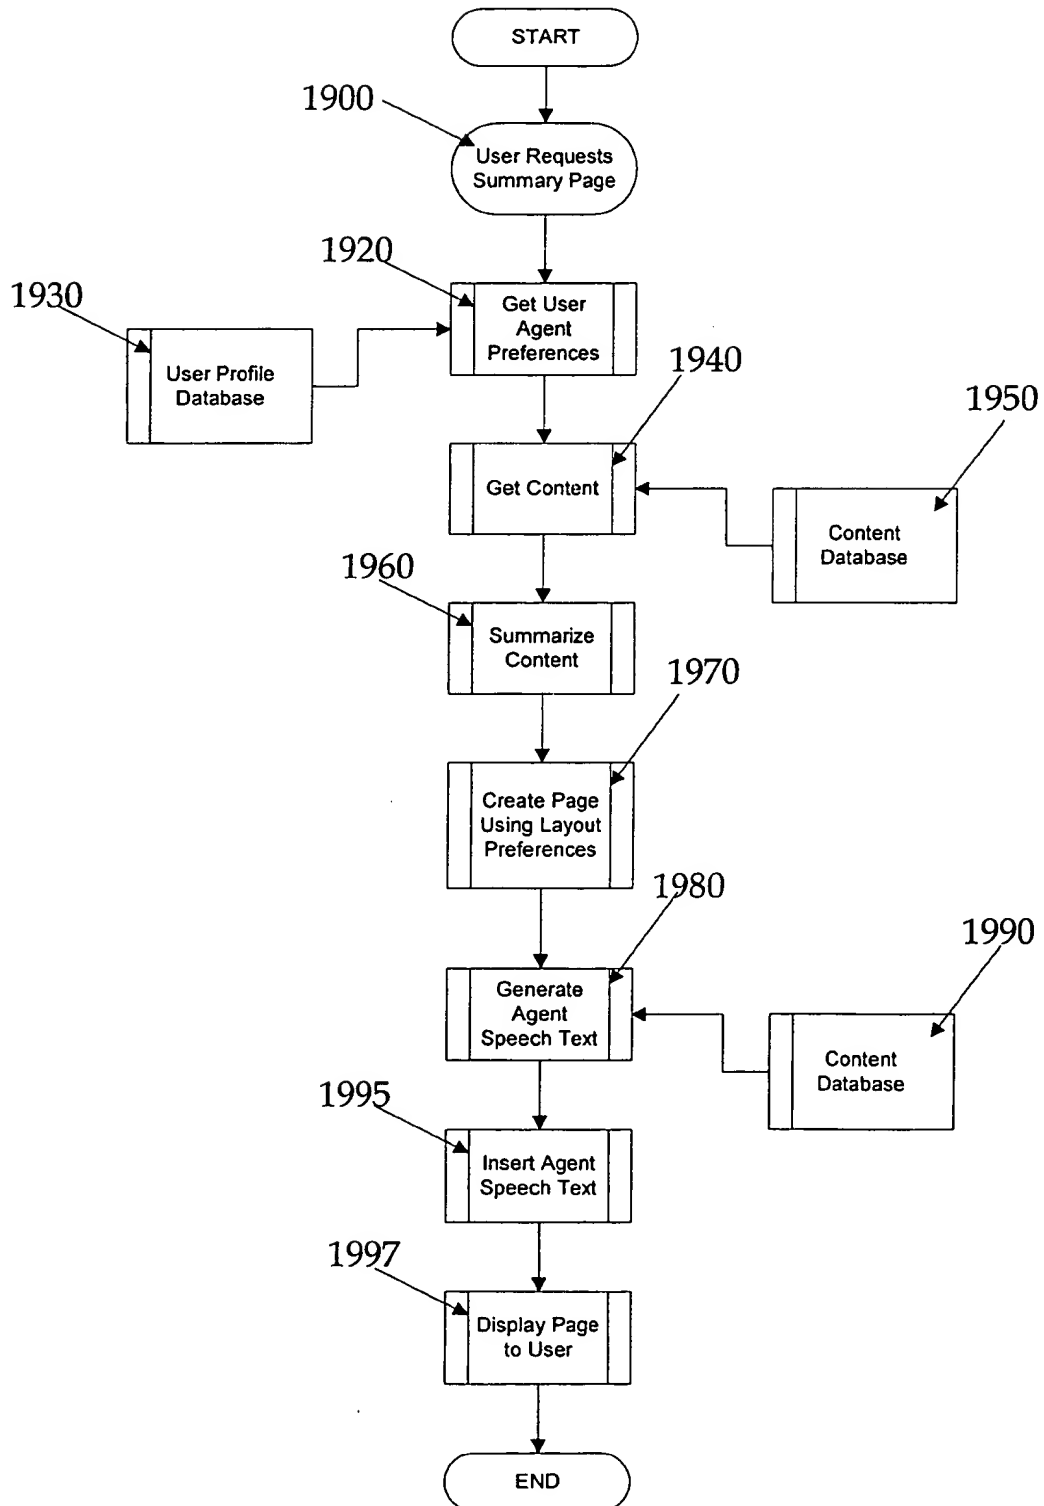 START
1900
User Requests
Summary Page
1920
1930
Get User
Agent
Preferences
User Profile
Database
1940
1950
Get Content
Content
Database
1960
Summarize
Content
1970
Create Page
Using Layout
Preferences
1980
1990
Generate
Agent
Speech Text
Content
Database
1995
Insert Agent
Speech Text
1997
Display Page
to User
END